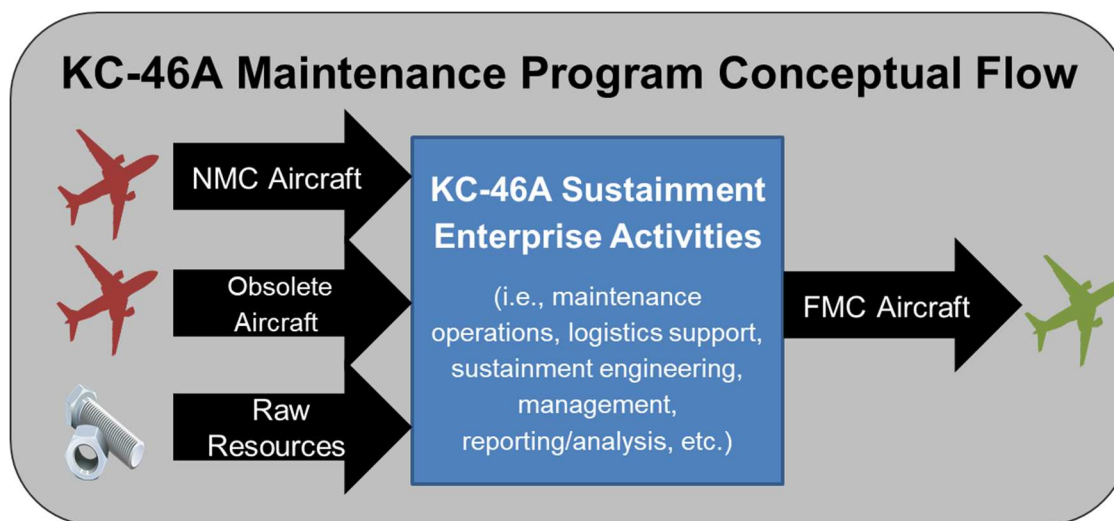 KC-46A Maintenance Program Conceptual Flow
NMC Aircraft
Obsolete
Aircraft
Raw
Resources
KC-46A Sustainment
Enterprise Activities
(i.e., maintenance
operations, logistics support,
sustainment engineering,
management,
reporting/analysis, etc.)
FMC Aircraft